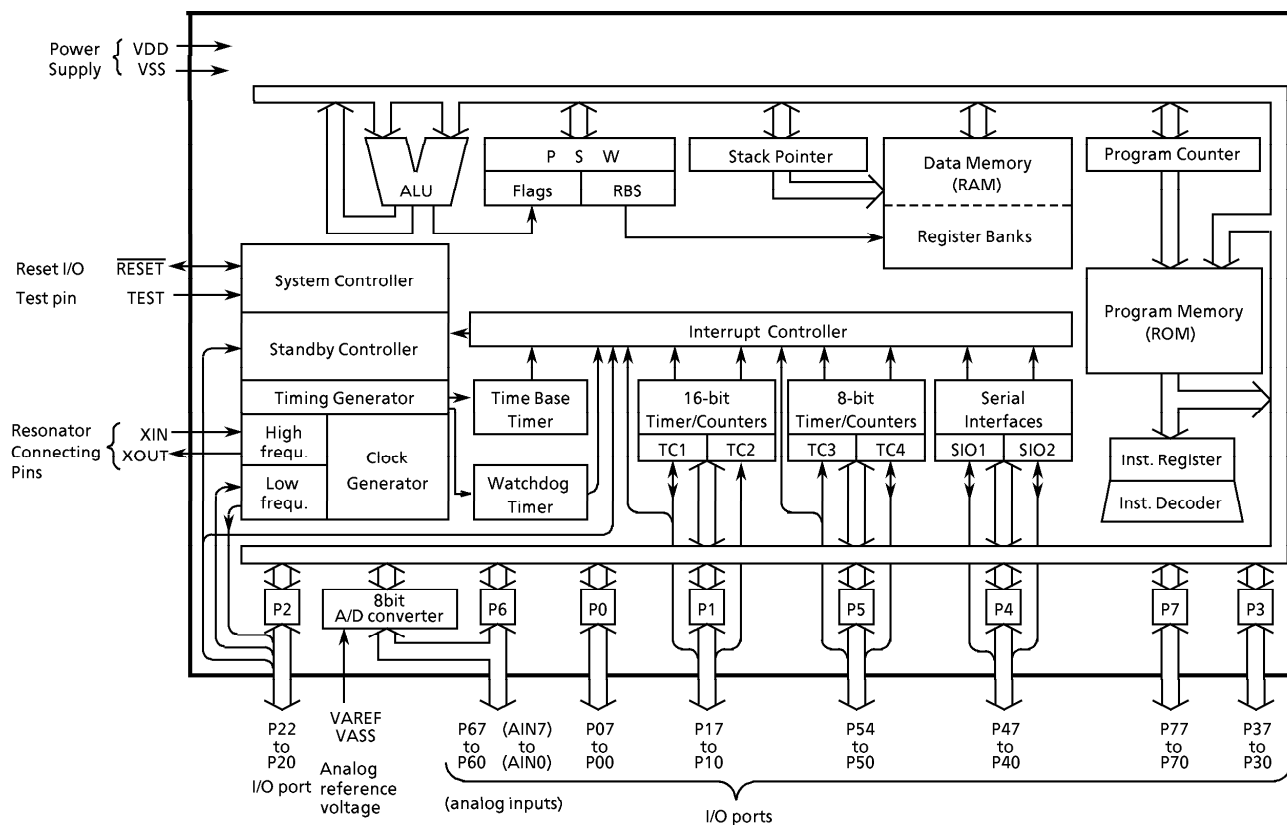 Power Supply
VDD
VSS
P S W
Stack Pointer
Data Memory
(RAM)
Program Counter
ALU
Flags
RBS
Register Banks
Reset I/O
RESET
Test pin
TEST
System Controller
Interrupt Controller
Program Memory
(ROM)
Standby Controller
Timing Generator
Time Base
Timer
16-bit
Timer/Counters
8-bit
Timer/Counters
Serial
Interfaces
Resonator
Connecting
Pins
XIN
XOUT
High
frequ.
Clock
Generator
TC1
TC2
TC3
TC4
SIO1
SIO2
Inst. Register
Low
frequ.
Watchdog
Timer
Inst. Decoder
P2
8bit
A/D converter
P6
P0
P1
P5
P4
P7
P3
P22
to
P20
I/O port
VAREF
VASS
Analog
reference
voltage
P67
to
P60
(AIN7)
to
(AIN0)
(analog inputs)
P07
to
P00
P17
to
P10
P54
to
P50
P47
to
P40
P77
to
P70
P37
to
P30
I/O ports